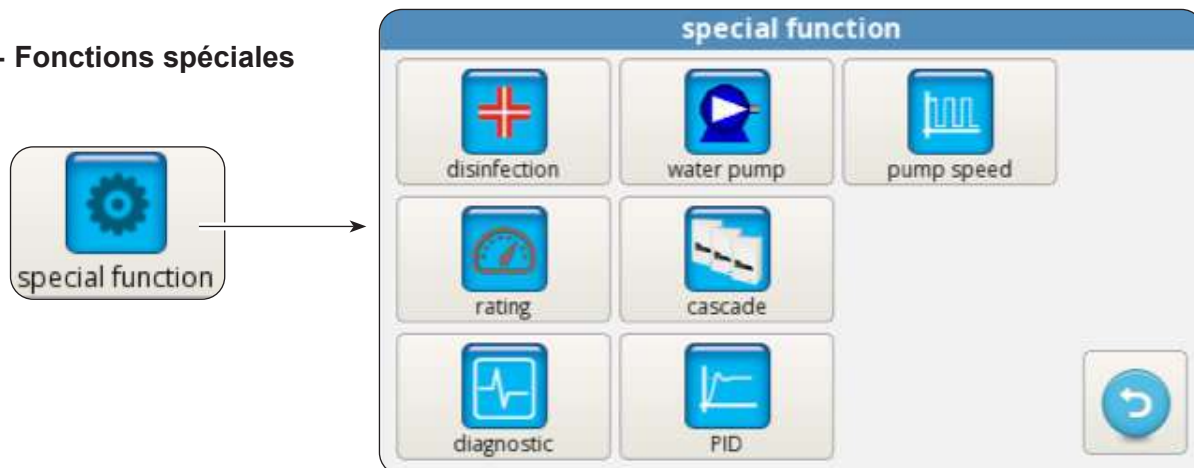 - Fonctions spéciales
special function
special function
disinfection
water pump
pump speed
rating
cascade
diagnostic
PID